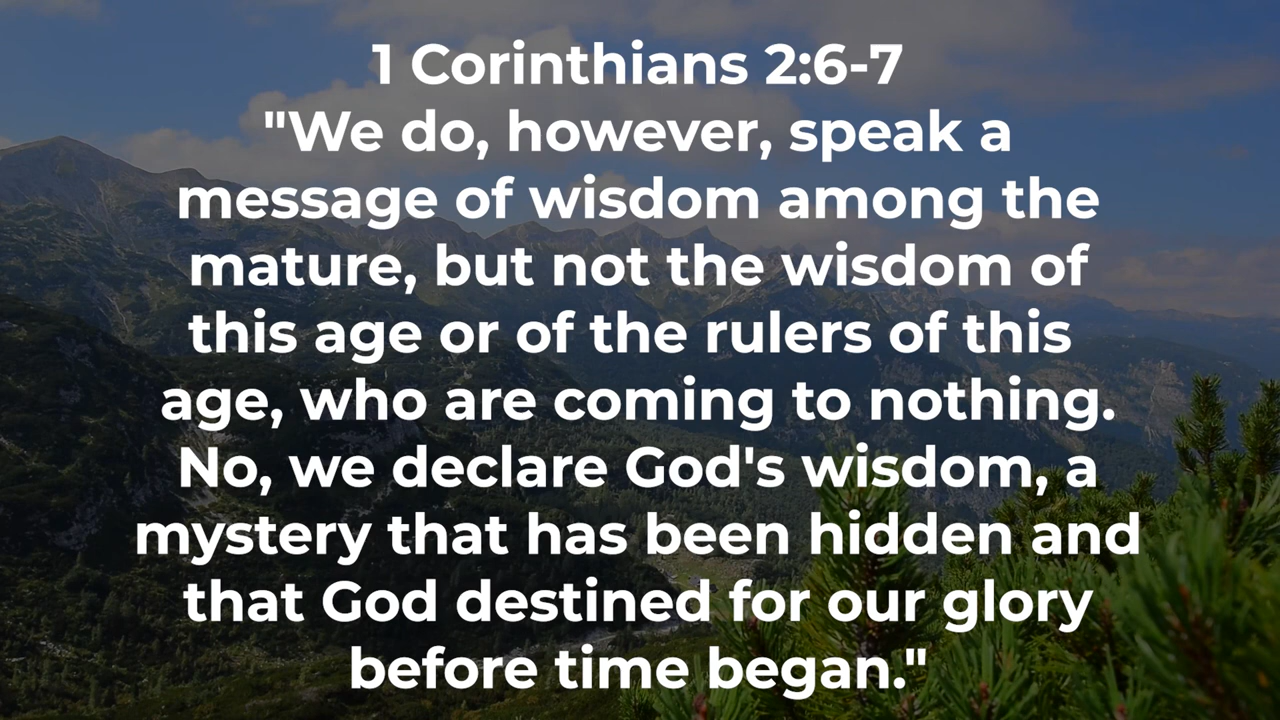 1 Corinthians 2:6-7
"We do, however, speak a
message of wisdom among the
mature, but not the wisdom of
this age or of the rulers of this
age, who are coming to nothing.
No, we declare God's wisdom, a
mystery that has been hidden and
that God destined for our glory
before time began."